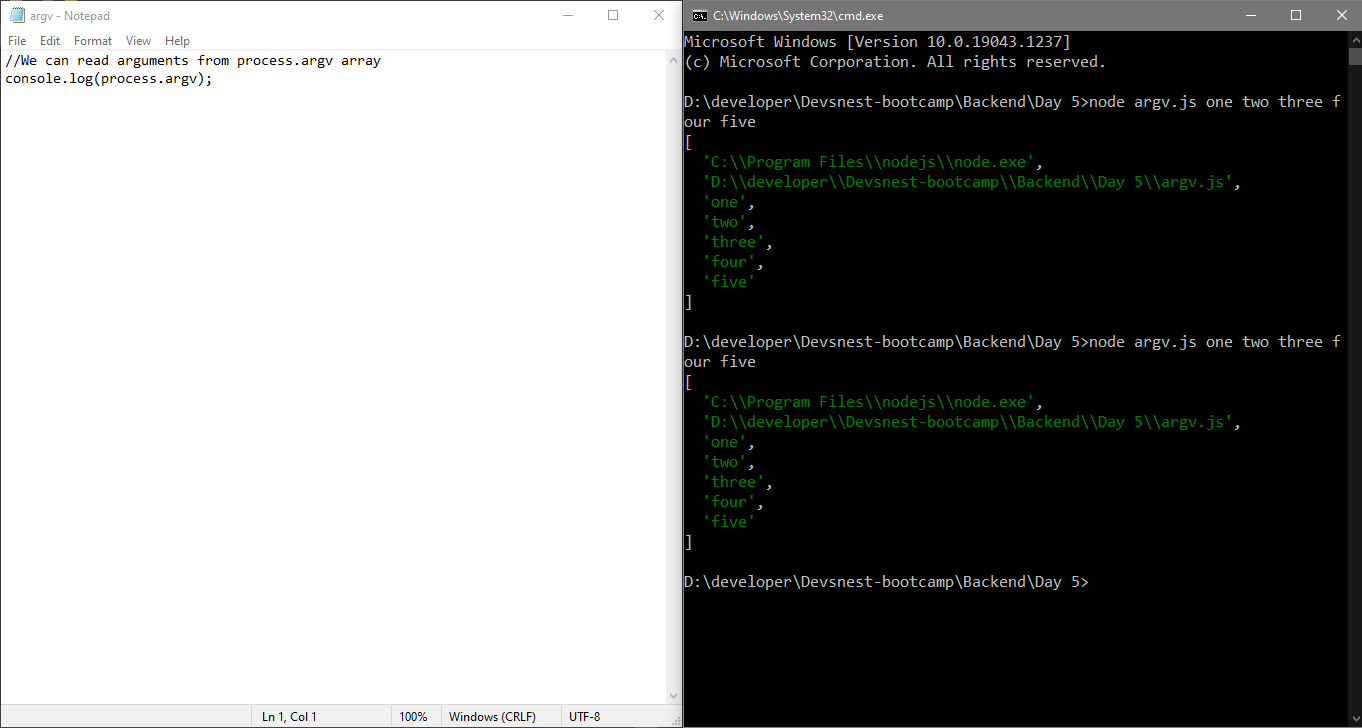 argv - Notepad
File Edit Format View Help
//We can read arguments from process.argv array
console.log(process.argv);
Ln 1, Col 1 100% Windows (CRLF) UTF-8
C:\Windows\System32\cmd.exe
Microsoft Windows [Version 10.0.19043.1237]
(c) Microsoft Corporation. All rights reserved.
D:\developer\Devsnest-bootcamp\Backend\Day 5>node argv.js one two three f
our five
[
  'C:\\Program Files\\nodejs\\node.exe',
  'D:\\developer\\Devsnest-bootcamp\\Backend\\Day 5\\argv.js',
  'one',
  'two',
  'three',
  'four',
  'five'
]
D:\developer\Devsnest-bootcamp\Backend\Day 5>node argv.js one two three f
our five
[
  'C:\\Program Files\\nodejs\\node.exe',
  'D:\\developer\\Devsnest-bootcamp\\Backend\\Day 5\\argv.js',
  'one',
  'two',
  'three',
  'four',
  'five'
]
D:\developer\Devsnest-bootcamp\Backend\Day 5>